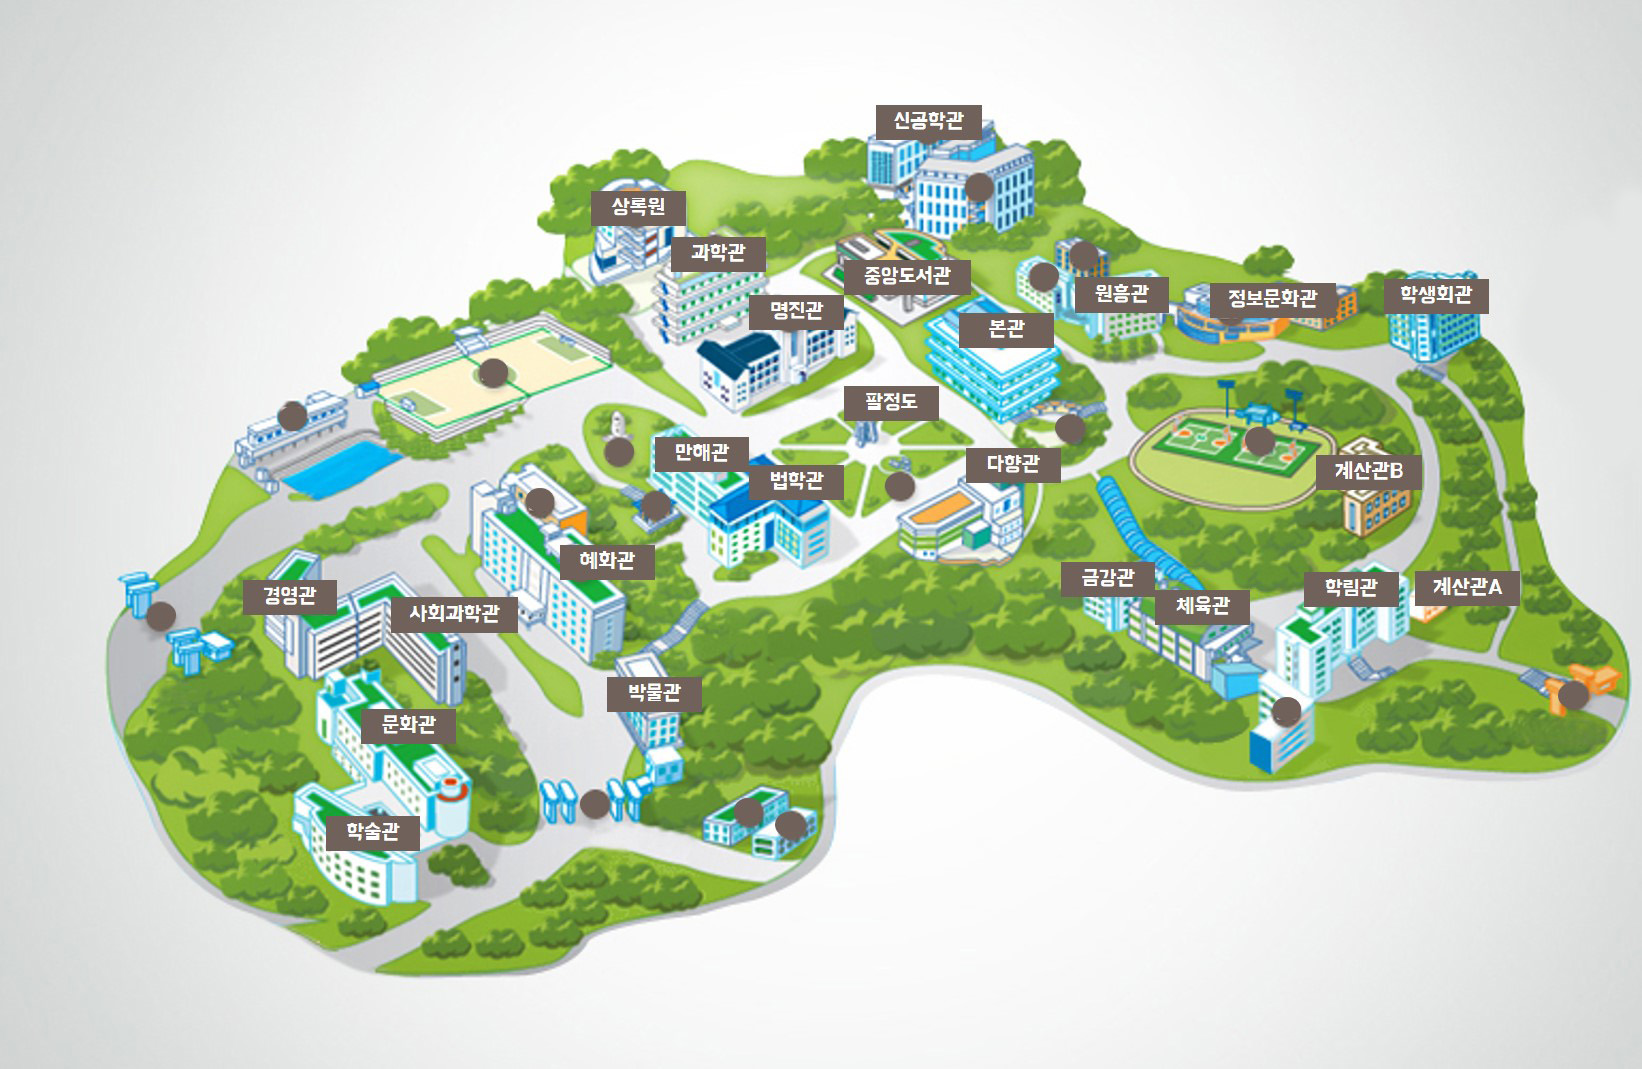 신공학관
상록원
과학관
중앙도서관
명진관
원흥관
정보문화관
학생회관
본관
팔정도
만해관
법학관
다향관
계산관B
혜화관
경영관
사회과학관
금강관
체육관
학림관
계산관A
박물관
문화관
학술관